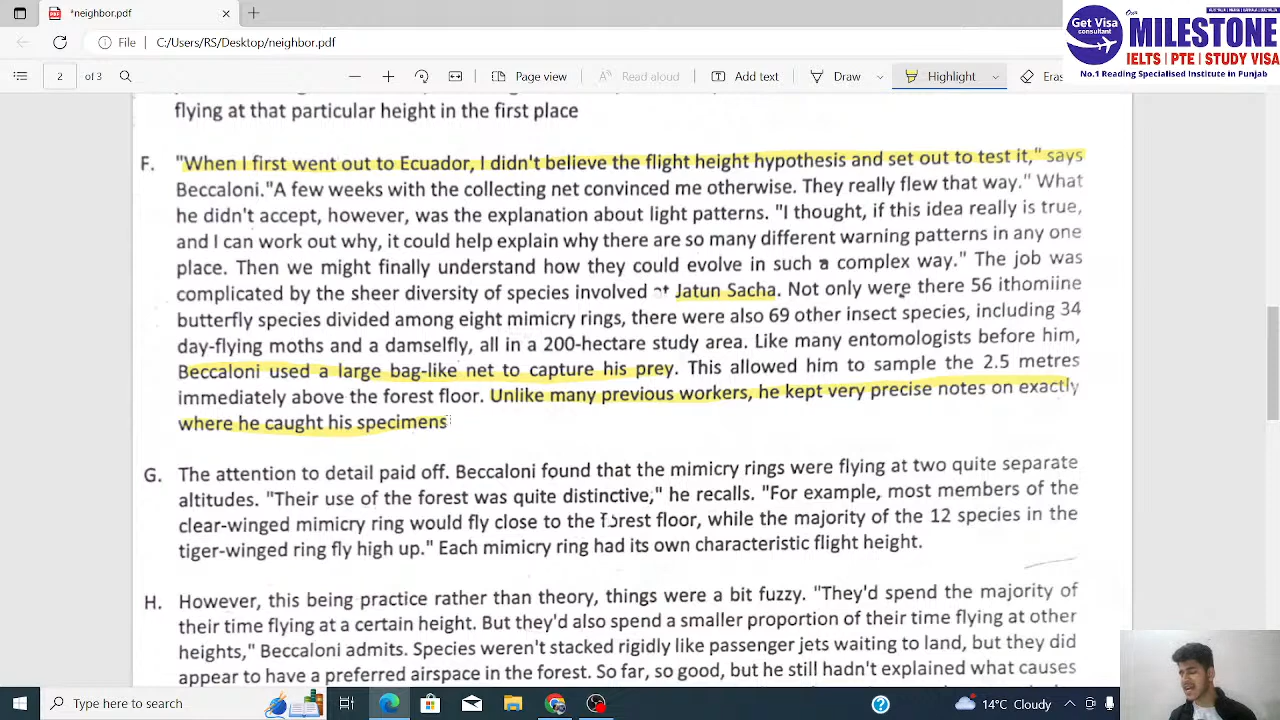 *neighbor.pdf
Get Visa
consultant
Our
MILESTONE
IELTS | PTE | STUDY VISA
No.1 Reading Specialised Institute in Punjab
File
C:/Users/neighbor.pdf
2
of 3
Page view
Read aloud
Add text
Draw
Highlight
Eras
flying at that particular height in the first place
F. "When I first went out to Ecuador, I didn't believe the flight height hypothesis and set out to test it," says
Beccaloni."A few weeks with the collecting net convinced me otherwise. They really flew that way." What
he didn't accept, however, was the explanation about light patterns. "I thought, if this idea really is true,
and I can work out why, it could help explain why there are so many different warning patterns in any one
place. Then we might finally understand how they could evolve in such a complex way." The job was
complicated by the sheer diversity of species involved at Jatun Sacha. Not only were there 56 ithomiine
butterfly species divided among eight mimicry rings, there were also 69 other insect species, including 34
day-flying moths and a damselfly, all in a 200-hectare study area. Like many entomologists before him,
Beccaloni used a large bag-like net to capture his prey. This allowed him to sample the 2.5 metres
immediately above the forest floor. Unlike many previous workers, he kept very precise notes on exactly
where he caught his specimens
G. The attention to detail paid off. Beccaloni found that the mimicry rings were flying at two quite separate
altitudes. "Their use of the forest was quite distinctive," he recalls. "For example, most members of the
clear-winged mimicry ring would fly close to the forest floor, while the majority of the 12 species in the
tiger-winged ring fly high up." Each mimicry ring had its own characteristic flight height.
H. However, this being practice rather than theory, things were a bit fuzzy. "They'd spend the majority of
their time flying at a certain height. But they'd also spend a smaller proportion of their time flying at other
heights," Beccaloni admits. Species weren't stacked rigidly like passenger jets waiting to land, but they did
appear to have a preferred airspace in the forest. So far, so good, but he still hadn't explained what causes
Type here to search
14°C Cloudy